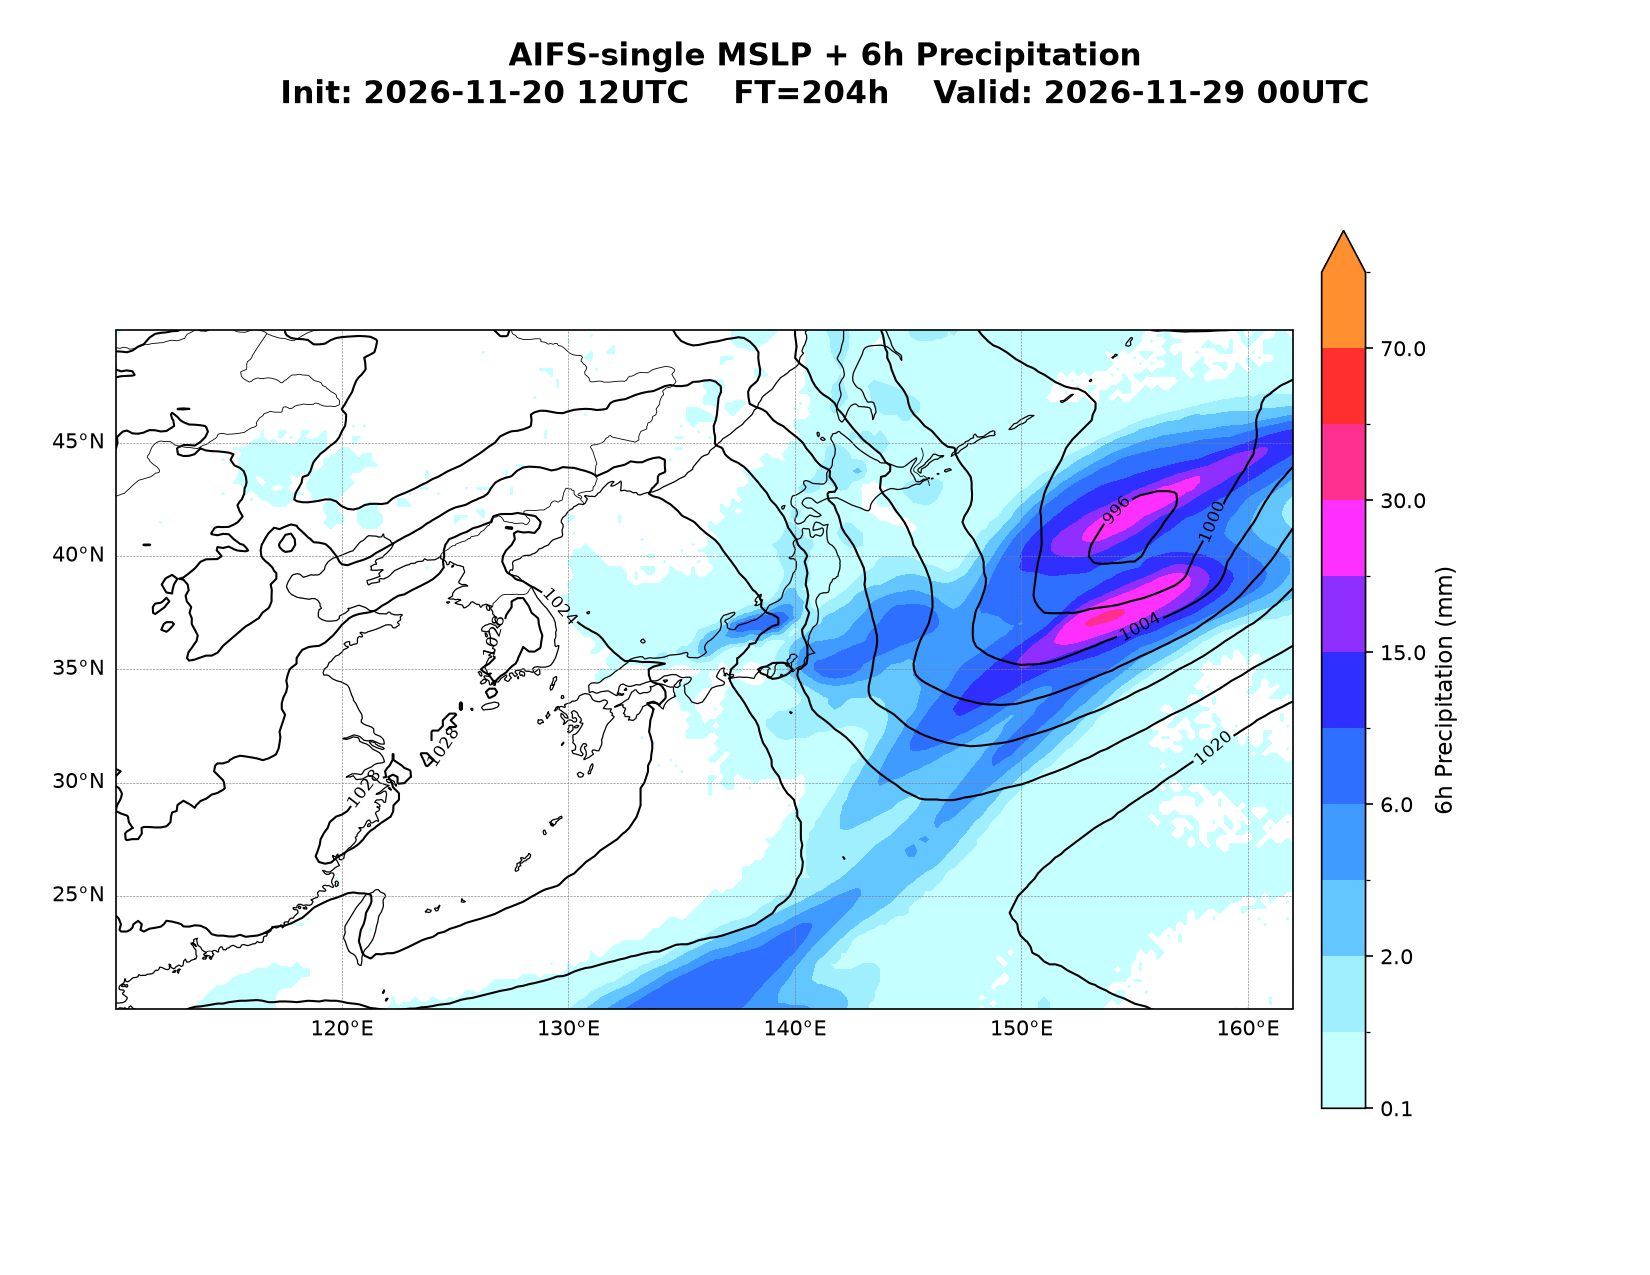 AIFS-single MSLP + 6h Precipitation
Init: 2026-11-20 12UTC    FT=204h    Valid: 2026-11-29 00UTC
45°N
40°N
35°N
30°N
25°N
120°E
130°E
140°E
150°E
160°E
996
1000
1004
1020
1024
1028
1028
1028
70.0
30.0
15.0
6.0
2.0
0.1
6h Precipitation (mm)